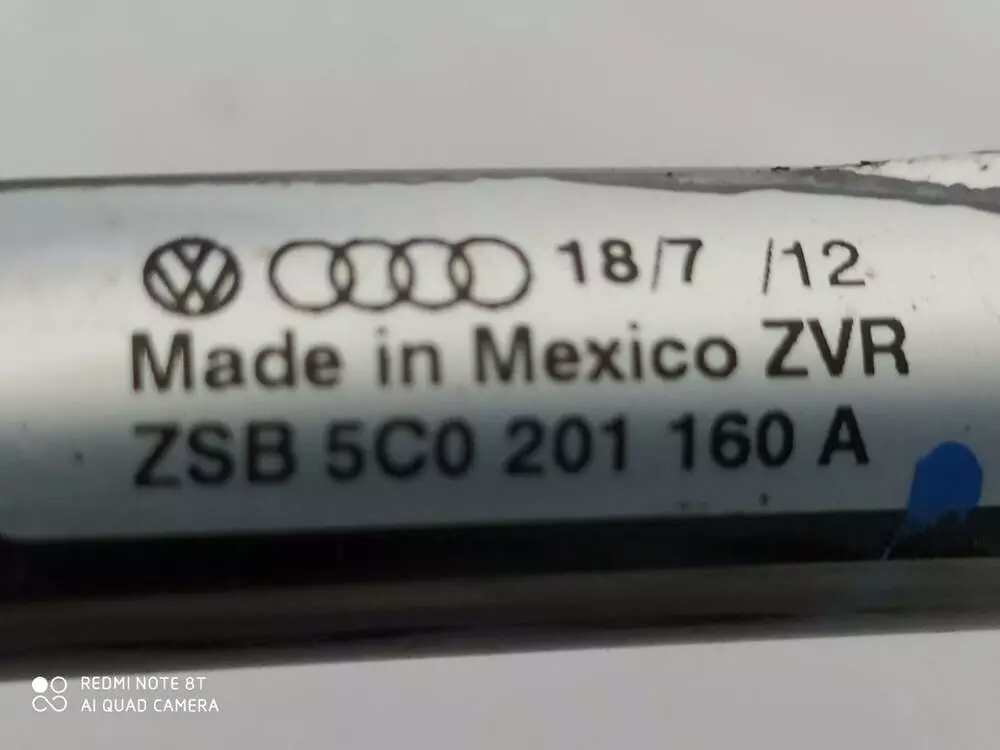 18/7 /12
Made in Mexico ZVR
ZSB 5C0 201 160 A
REDMI NOTE 8T
AI QUAD CAMERA